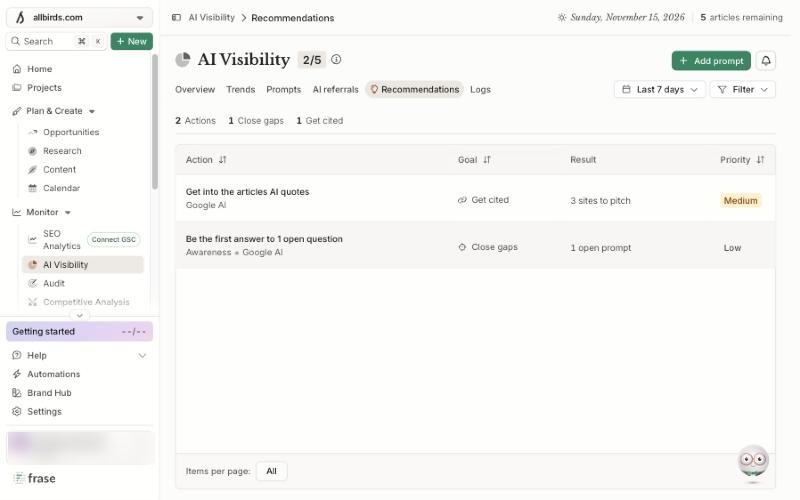 allbirds.com
Search ⌘ K
+ New
Home
Projects
Plan & Create
Opportunities
Research
Content
Calendar
Monitor
SEO Analytics
Connect GSC
AI Visibility
Audit
Competitive Analysis
Getting started --/--
Help
Automations
Brand Hub
Settings
frase
AI Visibility > Recommendations
Sunday, November 15, 2026
5 articles remaining
AI Visibility 2/5
+ Add prompt
Overview Trends Prompts AI referrals Recommendations Logs
Last 7 days
Filter
2 Actions 1 Close gaps 1 Get cited
Action Goal Result Priority
Get into the articles AI quotes
Google AI
Get cited
3 sites to pitch
Medium
Be the first answer to 1 open question
Awareness • Google AI
Close gaps
1 open prompt
Low
Items per page: All